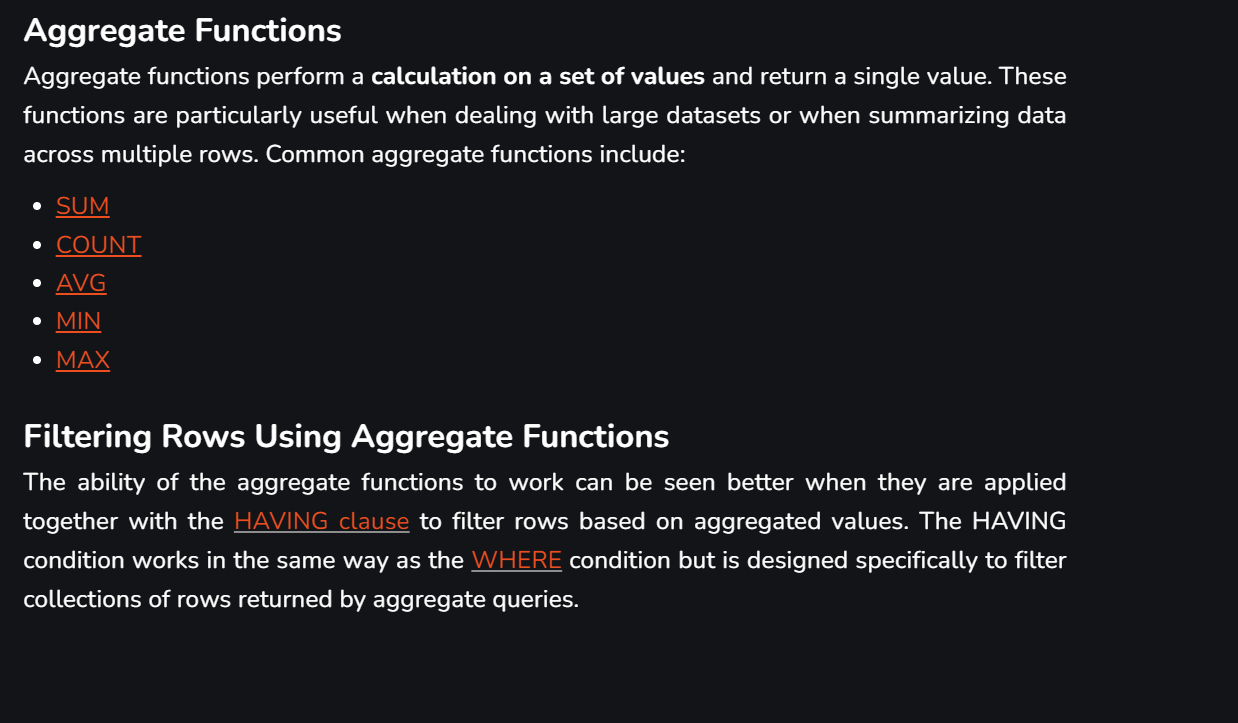 Aggregate Functions
Aggregate functions perform a calculation on a set of values and return a single value. These
functions are particularly useful when dealing with large datasets or when summarizing data
across multiple rows. Common aggregate functions include:
SUM
COUNT
AVG
MIN
MAX
Filtering Rows Using Aggregate Functions
The ability of the aggregate functions to work can be seen better when they are applied
together with the HAVING clause to filter rows based on aggregated values. The HAVING
condition works in the same way as the WHERE condition but is designed specifically to filter
collections of rows returned by aggregate queries.